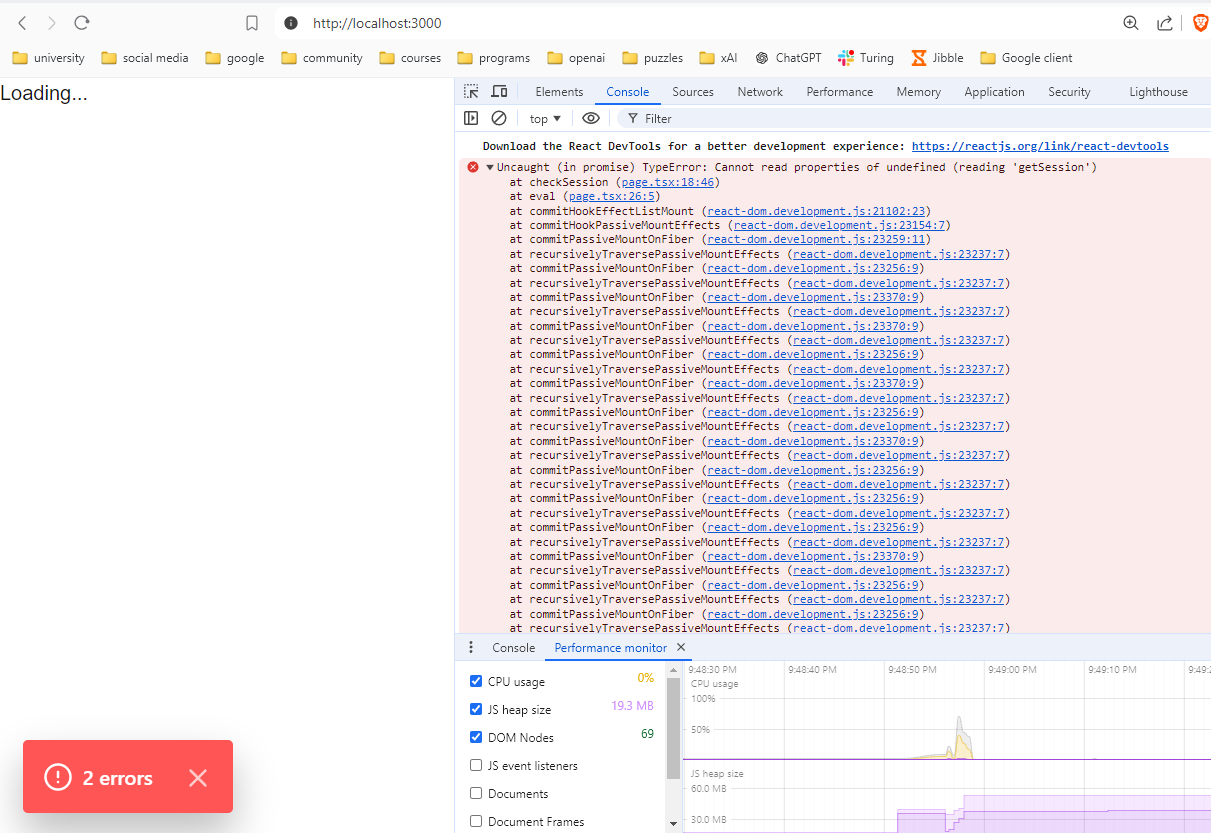 http://localhost:3000
university social media google community courses programs openai puzzles xAI ChatGPT Turing Jibble Google client
Loading...
Elements Console Sources Network Performance Memory Application Security Lighthouse
top ▼ Filter
Download the React DevTools for a better development experience: https://reactjs.org/link/react-devtools
Uncaught (in promise) TypeError: Cannot read properties of undefined (reading 'getSession')
at checkSession (page.tsx:18:46)
at eval (page.tsx:26:5)
at commitHookEffectListMount (react-dom.development.js:21102:23)
at commitHookPassiveMountEffects (react-dom.development.js:23154:7)
at commitPassiveMountOnFiber (react-dom.development.js:23259:11)
at recursivelyTraversePassiveMountEffects (react-dom.development.js:23237:7)
at commitPassiveMountOnFiber (react-dom.development.js:23256:9)
at recursivelyTraversePassiveMountEffects (react-dom.development.js:23237:7)
at commitPassiveMountOnFiber (react-dom.development.js:23370:9)
at recursivelyTraversePassiveMountEffects (react-dom.development.js:23237:7)
at commitPassiveMountOnFiber (react-dom.development.js:23370:9)
at recursivelyTraversePassiveMountEffects (react-dom.development.js:23237:7)
at commitPassiveMountOnFiber (react-dom.development.js:23256:9)
at recursivelyTraversePassiveMountEffects (react-dom.development.js:23237:7)
at commitPassiveMountOnFiber (react-dom.development.js:23370:9)
at recursivelyTraversePassiveMountEffects (react-dom.development.js:23237:7)
at commitPassiveMountOnFiber (react-dom.development.js:23256:9)
at recursivelyTraversePassiveMountEffects (react-dom.development.js:23237:7)
at commitPassiveMountOnFiber (react-dom.development.js:23370:9)
at recursivelyTraversePassiveMountEffects (react-dom.development.js:23237:7)
at commitPassiveMountOnFiber (react-dom.development.js:23256:9)
at recursivelyTraversePassiveMountEffects (react-dom.development.js:23237:7)
at commitPassiveMountOnFiber (react-dom.development.js:23256:9)
at recursivelyTraversePassiveMountEffects (react-dom.development.js:23237:7)
at commitPassiveMountOnFiber (react-dom.development.js:23256:9)
at recursivelyTraversePassiveMountEffects (react-dom.development.js:23237:7)
at commitPassiveMountOnFiber (react-dom.development.js:23370:9)
at recursivelyTraversePassiveMountEffects (react-dom.development.js:23237:7)
at commitPassiveMountOnFiber (react-dom.development.js:23256:9)
at recursivelyTraversePassiveMountEffects (react-dom.development.js:23237:7)
at commitPassiveMountOnFiber (react-dom.development.js:23256:9)
at recursivelyTraversePassiveMountEffects (react-dom.development.js:23237:7)
Console Performance monitor
CPU usage 0%
JS heap size 19.3 MB
DOM Nodes 69
JS event listeners
Documents
Document Frames
9:48:30 PM 9:48:40 PM 9:48:50 PM 9:49:00 PM 9:49:10 PM 9:49:2
CPU usage
100%
50%
JS heap size
60.0 MB
30.0 MB
2 errors